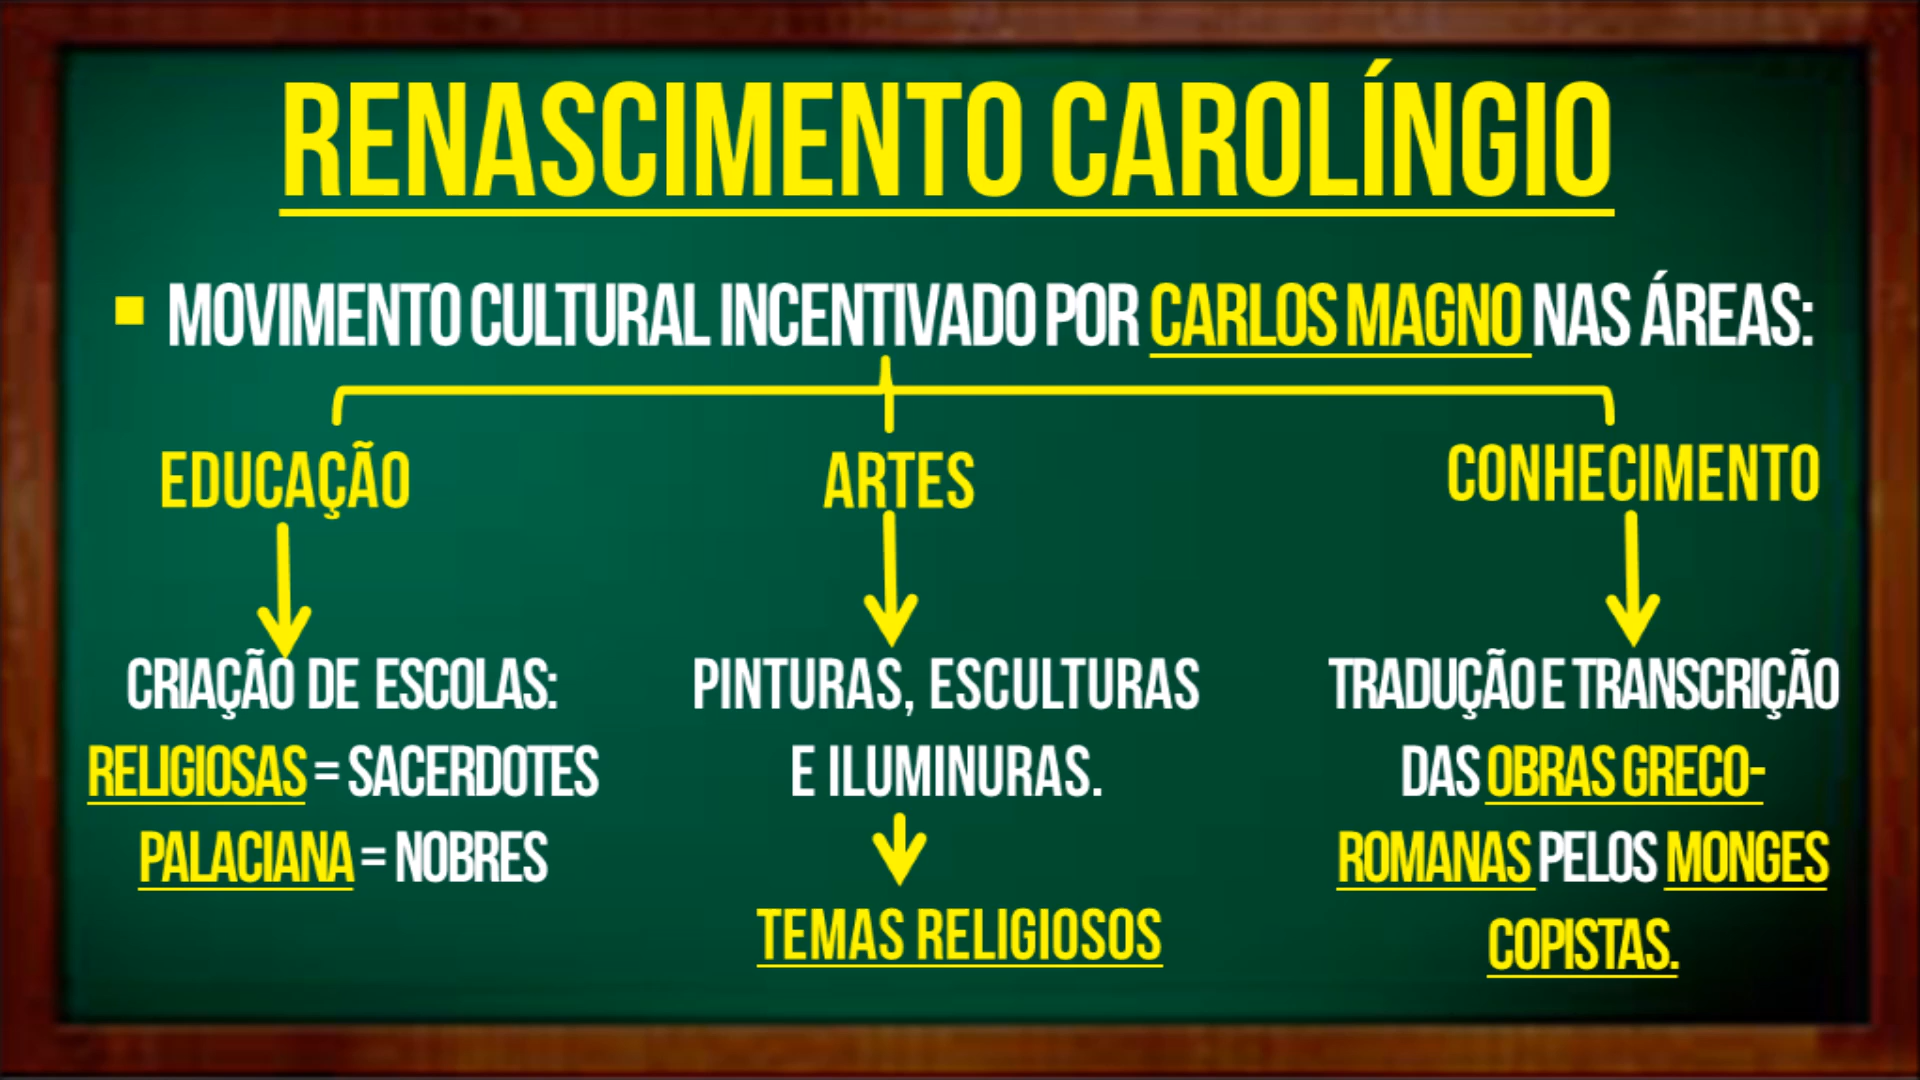 RENASCIMENTO CAROLÍNGIO
MOVIMENTO CULTURAL INCENTIVADO POR CARLOS MAGNO NAS ÁREAS:
EDUCAÇÃO
CRIAÇÃO DE ESCOLAS:
RELIGIOSAS = SACERDOTES
PALACIANA = NOBRES
ARTES
PINTURAS, ESCULTURAS
E ILUMINURAS.
TEMAS RELIGIOSOS
CONHECIMENTO
TRADUÇÃO E TRANSCRIÇÃO
DAS OBRAS GRECO-
ROMANAS PELOS MONGES
COPISTAS.